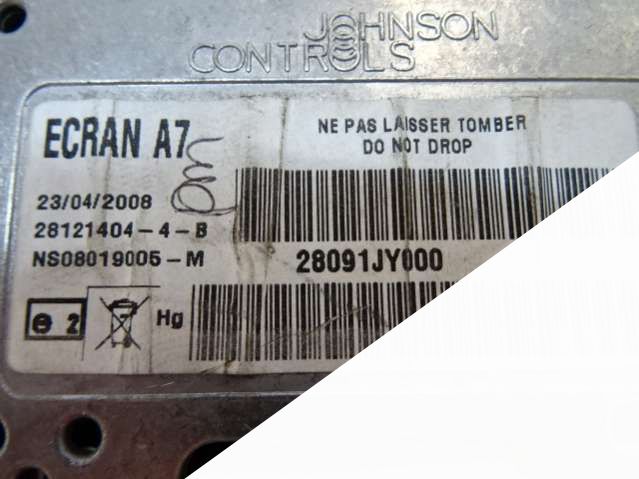 JOHNSON
CONTROLS
ECRAN A7
NE PAS LAISSER TOMBER
DO NOT DROP
23/04/2008
28121404-4-B
NS08019005-M
28091JY000
2
Hg